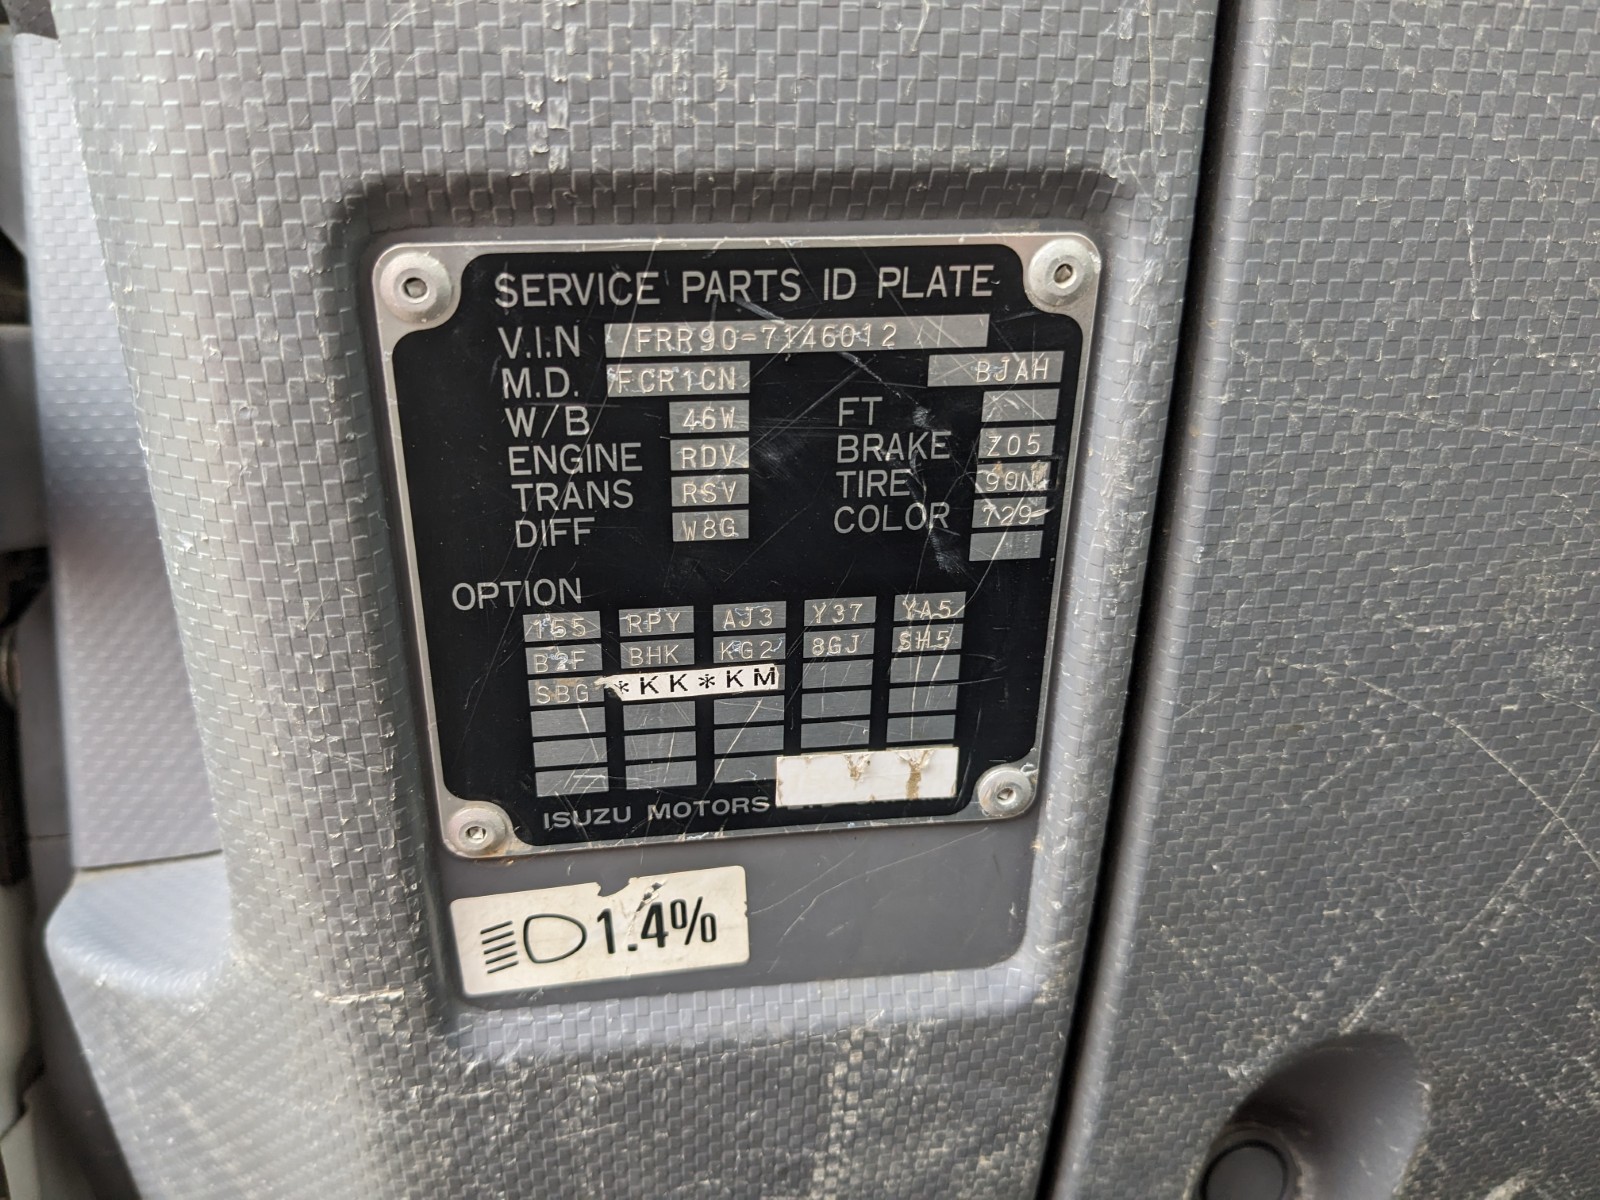 SERVICE PARTS ID PLATE
V.I.N /FRR90-7146012
M.D. FCR1CN BJAH
W/B 46W FT
ENGINE RDV BRAKE Z05
TRANS RSV TIRE 90N
DIFF W8G COLOR 729
OPTION
155 RPY AJ3 Y37 YA5
BHK KG2 8GJ SH5
SBG *KK*KM
ISUZU MOTORS
1.4%